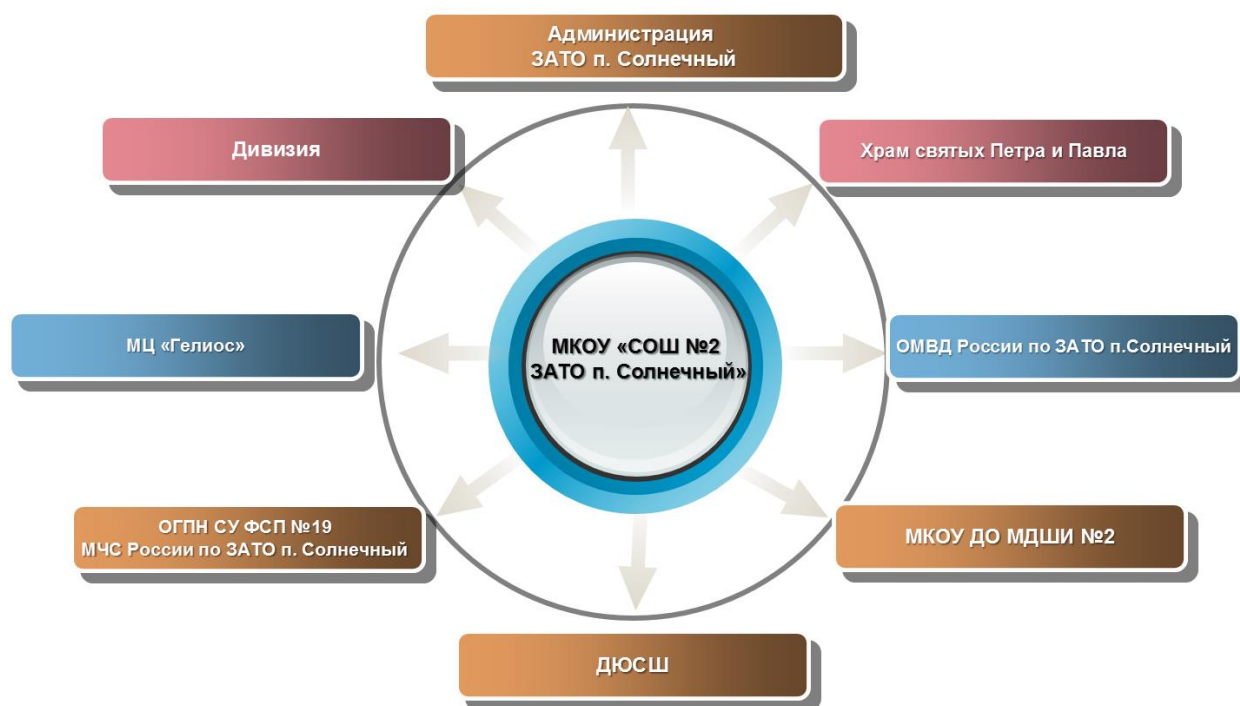 Администрация
ЗАТО п. Солнечный
Дивизия
Храм святых Петра и Павла
МЦ «Гелиос»
МКОУ «СОШ №2
ЗАТО п. Солнечный»
ОМВД России по ЗАТО п.Солнечный
ОГПН СУ ФСП №19
МЧС России по ЗАТО п. Солнечный
МКОУ ДО МДШИ №2
ДЮСШ